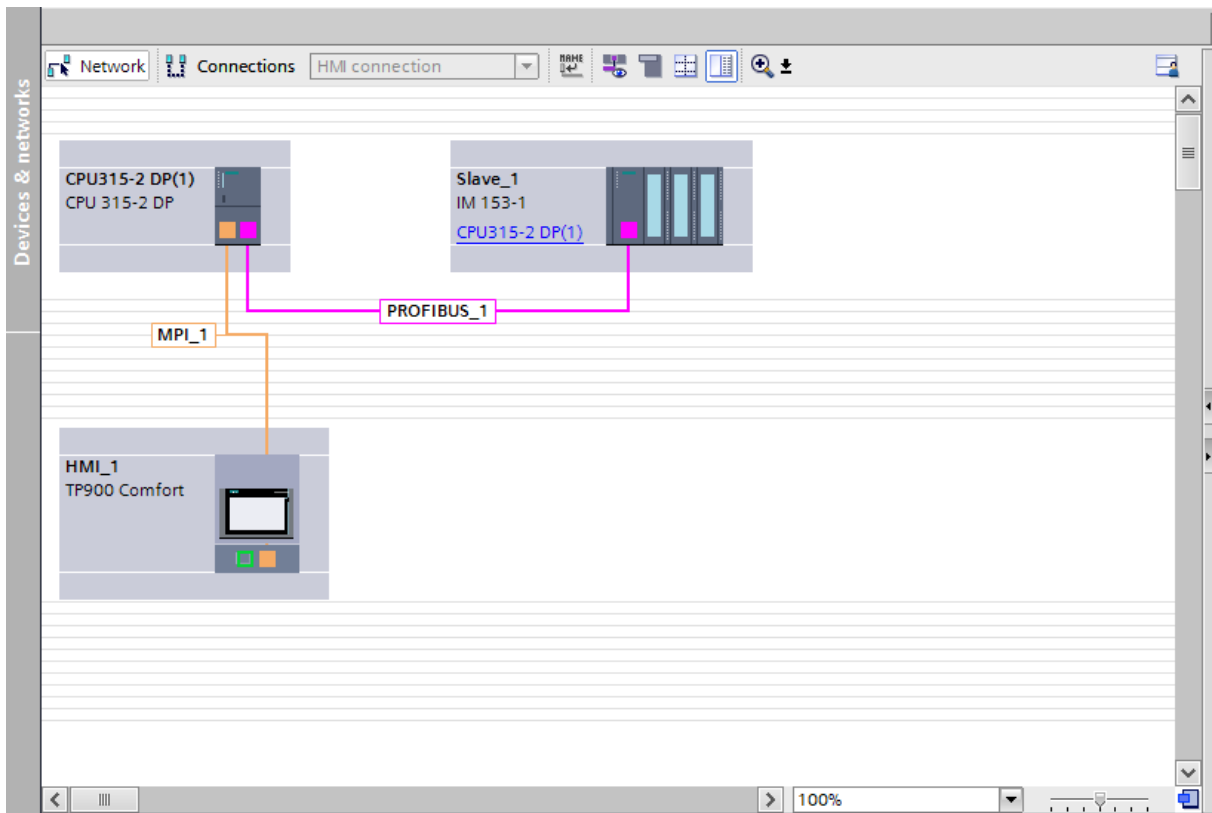 Devices & networks
Network
Connections
HMI connection
NAME
CPU315-2 DP(1)
CPU 315-2 DP
Slave_1
IM 153-1
CPU315-2 DP(1)
PROFIBUS_1
MPI_1
HMI_1
TP900 Comfort
100%